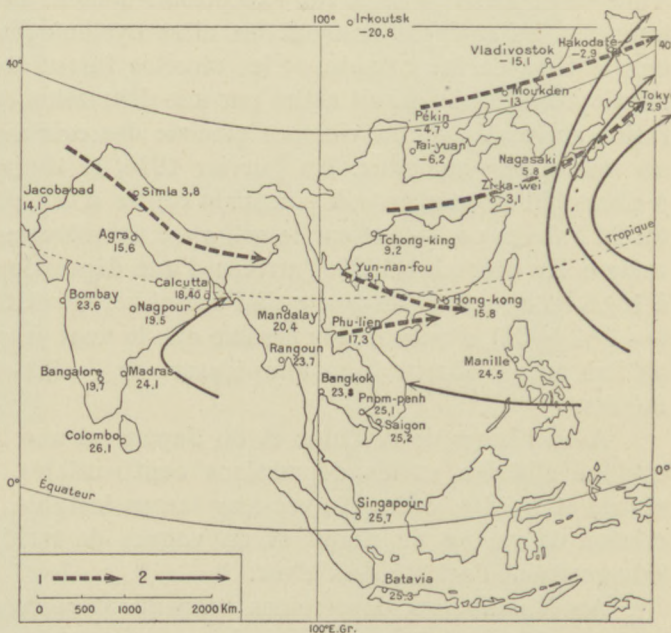 100°
Irkoutsk
-20,8
40°
Vladivostok
-15,1
Hakodate
-2,9
40
Moukden
-13
Pékin
-4,7
Tai-yuan
-6,2
Toky
2,9
Nagasaki
5,8
Zi-ka-wei
3,1
Jacobabad
14,1
Simla 3,8
Agra
15,6
Tchong-king
9,2
Tropique
Yun-nan-fou
9,1
Calcutta
18,40
Bombay
23,6
Nagpour
19,5
Mandalay
20,4
Hong-kong
15,8
Phu-lien
17,3
Rangoun
23,7
Manille
24,5
Bangalore
19,7
Madras
24,1
Bangkok
23,8
Pnom-penh
25,1
Saigon
25,2
Colombo
26,1
0°
Équateur
0°
Singapour
25,7
1
2
0 500 1000 2000 Km.
Batavia
25,3
100°E.Gr.